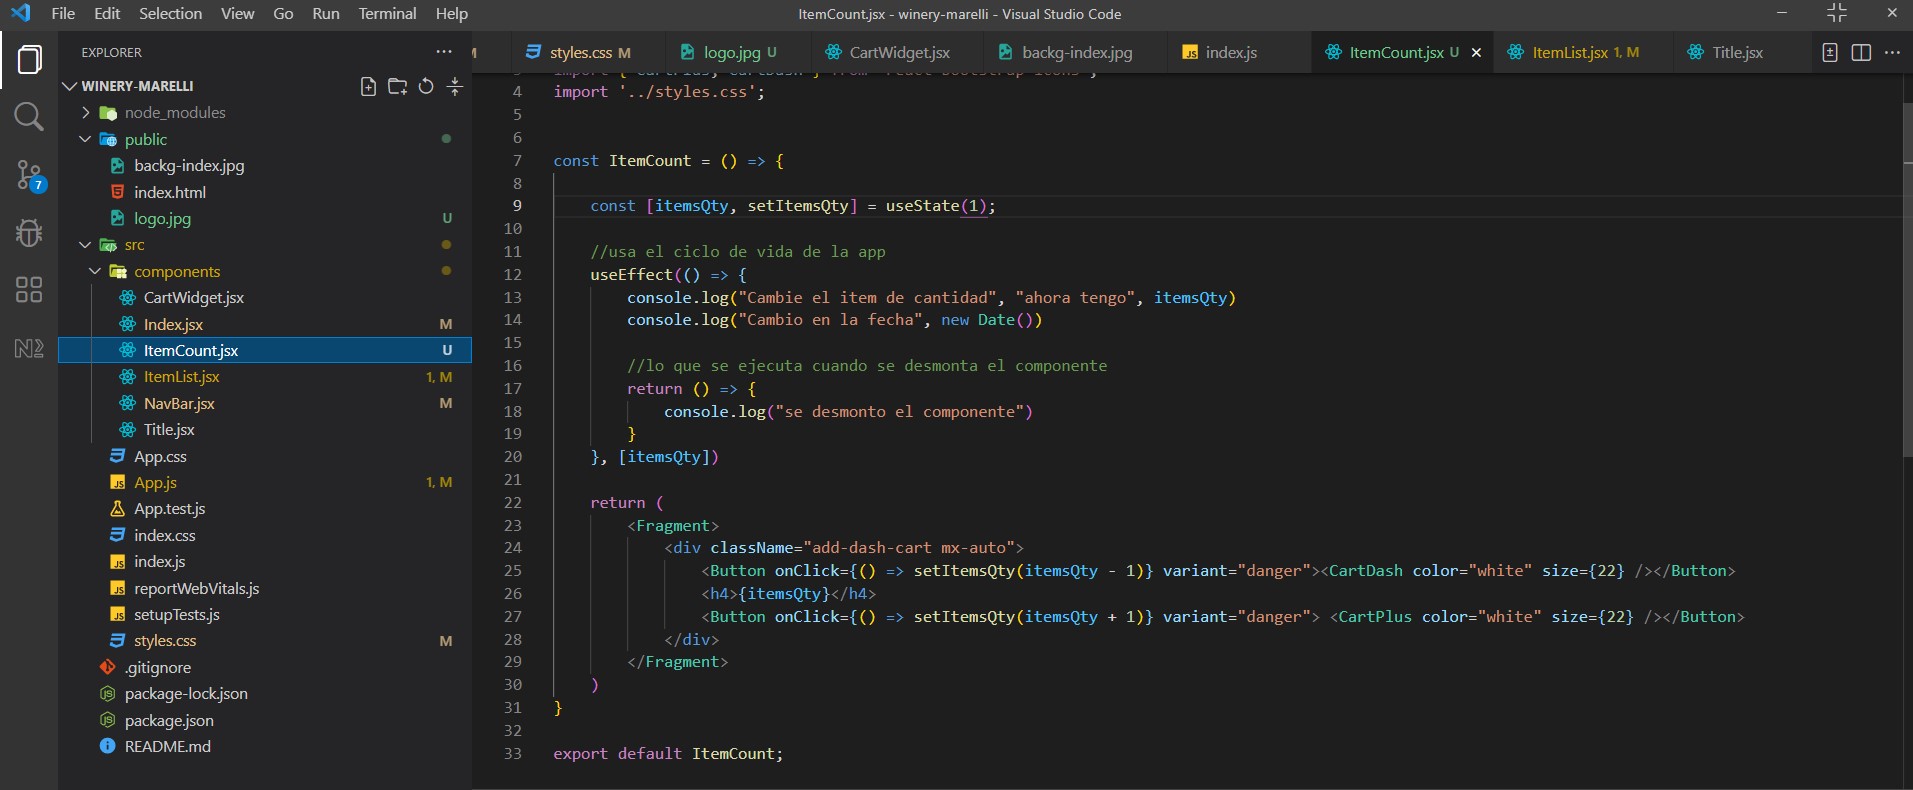 File Edit Selection View Go Run Terminal Help
ItemCount.jsx - winery-marelli - Visual Studio Code
EXPLORER
WINERY-MARELLI
node_modules
public
backg-index.jpg
index.html
logo.jpg U
src
components
CartWidget.jsx
Index.jsx M
ItemCount.jsx U
ItemList.jsx 1, M
NavBar.jsx M
Title.jsx
App.css
App.js 1, M
App.test.js
index.css
index.js
reportWebVitals.js
setupTests.js
styles.css M
.gitignore
package-lock.json
package.json
README.md
7
M styles.css M logo.jpg U CartWidget.jsx backg-index.jpg index.js ItemCount.jsx U ItemList.jsx 1, M Title.jsx
3 import { CartPlus, CartDash } from 'react-bootstrap-icons';
4 import '../styles.css';
5
6
7 const ItemCount = () => {
8
9 const [itemsQty, setItemsQty] = useState(1);
10
11 //usa el ciclo de vida de la app
12 useEffect(() => {
13 console.log("Cambie el item de cantidad", "ahora tengo", itemsQty)
14 console.log("Cambio en la fecha", new Date())
15
16 //lo que se ejecuta cuando se desmonta el componente
17 return () => {
18 console.log("se desmonto el componente")
19 }
20 }, [itemsQty])
21
22 return (
23 <Fragment>
24 <div className="add-dash-cart mx-auto">
25 <Button onClick={() => setItemsQty(itemsQty - 1)} variant="danger"><CartDash color="white" size={22} /></Button>
26 <h4>{itemsQty}</h4>
27 <Button onClick={() => setItemsQty(itemsQty + 1)} variant="danger"> <CartPlus color="white" size={22} /></Button>
28 </div>
29 </Fragment>
30 )
31 }
32
33 export default ItemCount;